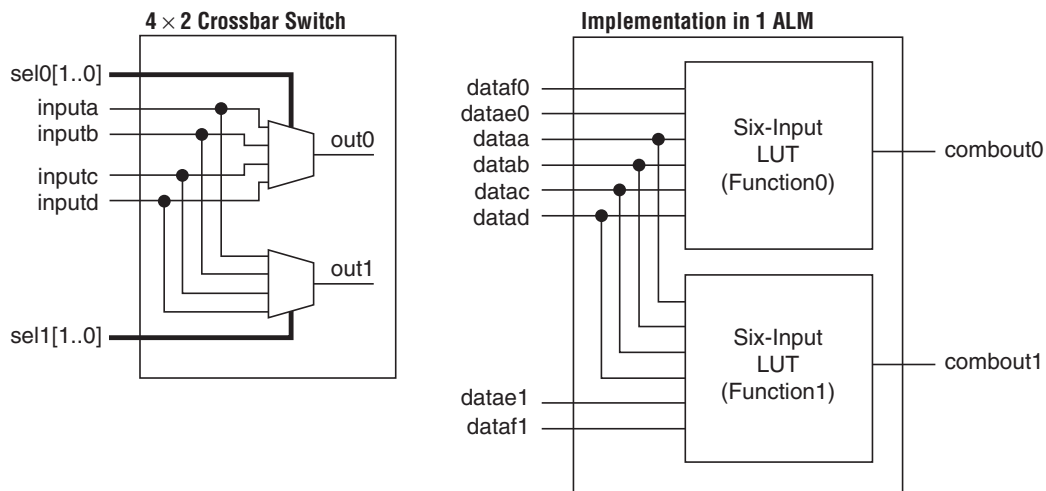 4 × 2 Crossbar Switch
sel0[1..0]
inputa
inputb
inputc
inputd
out0
out1
sel1[1..0]
Implementation in 1 ALM
dataf0
datae0
dataa
datab
datac
datad
Six-Input
LUT
(Function0)
combout0
Six-Input
LUT
(Function1)
combout1
datae1
dataf1